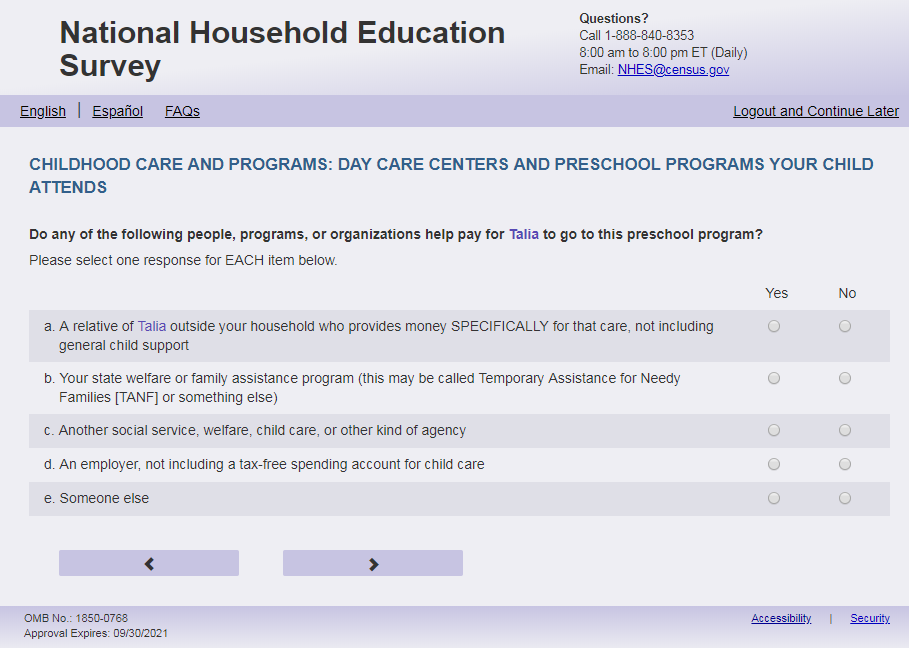 National Household Education
Survey
Questions?
Call 1-888-840-8353
8:00 am to 8:00 pm ET (Daily)
Email: NHES@census.gov
English | Español FAQs Logout and Continue Later
CHILDHOOD CARE AND PROGRAMS: DAY CARE CENTERS AND PRESCHOOL PROGRAMS YOUR CHILD
ATTENDS
Do any of the following people, programs, or organizations help pay for Talia to go to this preschool program?
Please select one response for EACH item below.
Yes No
a. A relative of Talia outside your household who provides money SPECIFICALLY for that care, not including
general child support
b. Your state welfare or family assistance program (this may be called Temporary Assistance for Needy
Families [TANF] or something else)
c. Another social service, welfare, child care, or other kind of agency
d. An employer, not including a tax-free spending account for child care
e. Someone else
OMB No.: 1850-0768
Approval Expires: 09/30/2021
Accessibility | Security